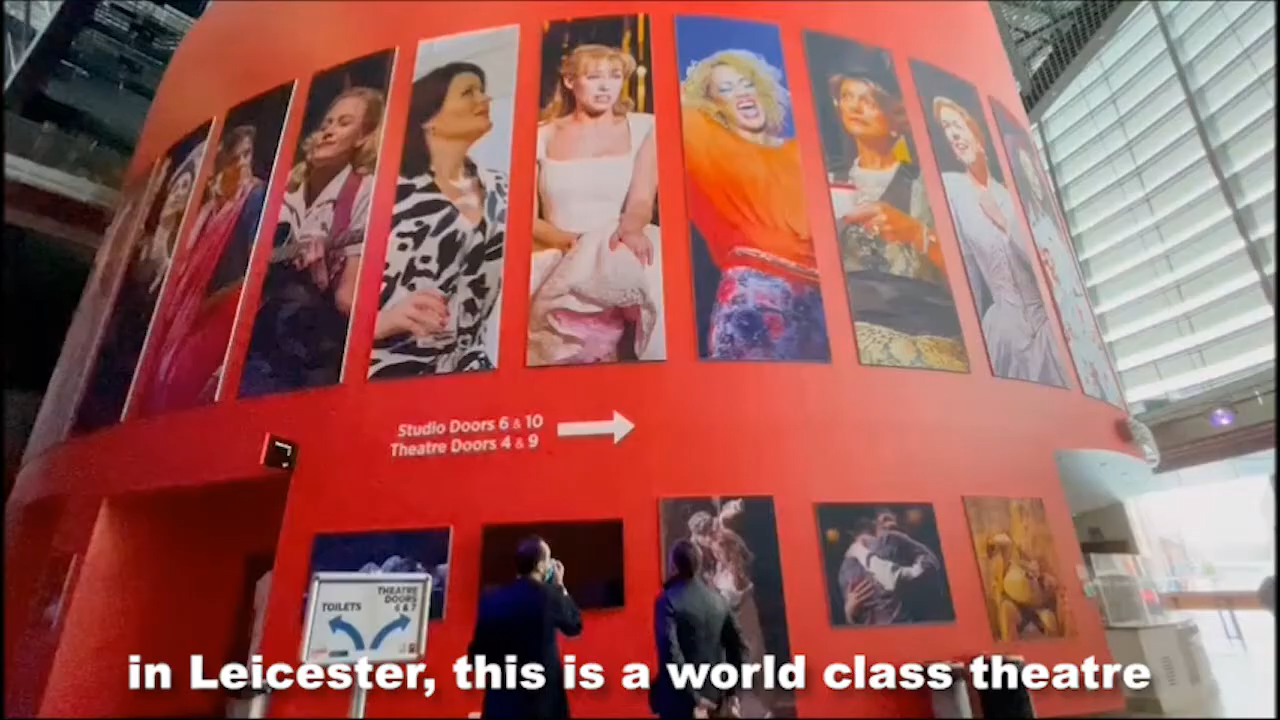 Studio Doors 6 & 10
Theatre Doors 4 & 9
TOILETS
THEATRE
DOORS
6 & 7
in Leicester, this is a world class theatre